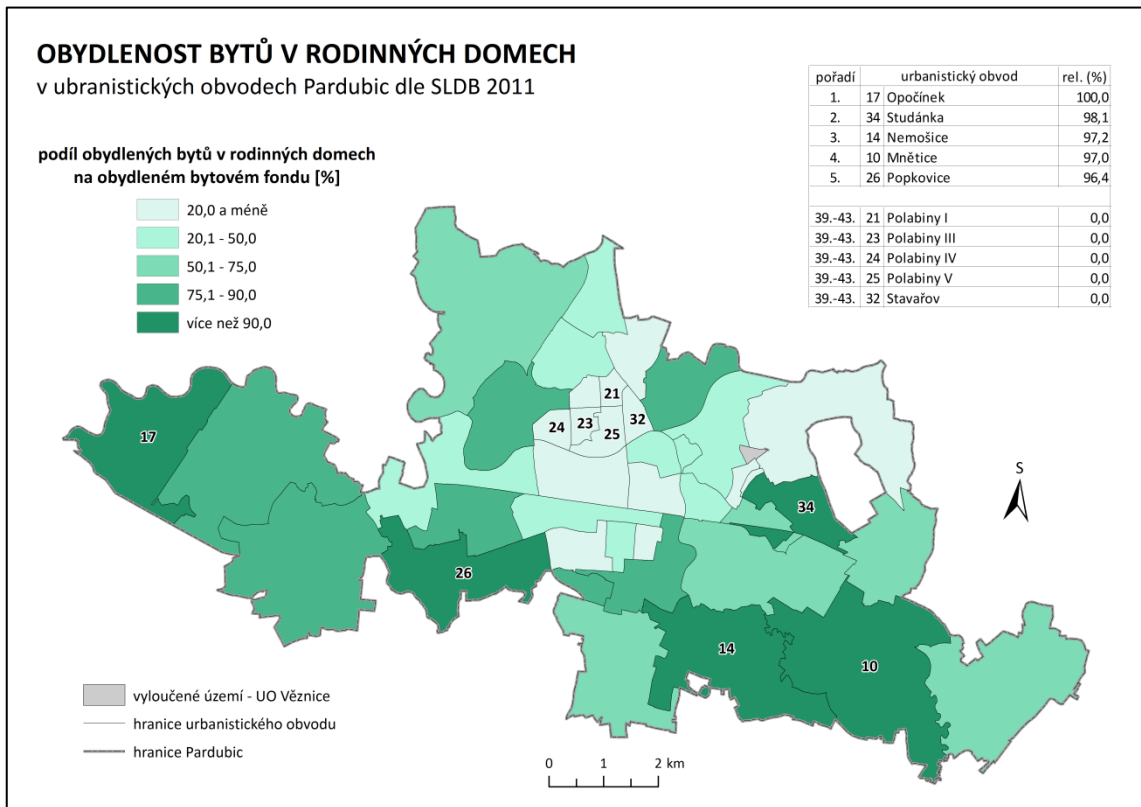 OBYDLENOST BYTŮ V RODINNÝCH DOMECH
v ubranistických obvodech Pardubic dle SLDB 2011
podíl obydlených bytů v rodinných domech
na obydleném bytovém fondu [%]
20,0 a méně
20,1 - 50,0
50,1 - 75,0
75,1 - 90,0
více než 90,0
pořadí urbanistický obvod rel. (%)
1. 17 Opočínek 100,0
2. 34 Studánka 98,1
3. 14 Nemošice 97,2
4. 10 Mnětice 97,0
5. 26 Popkovice 96,4
39.-43. 21 Polabiny I 0,0
39.-43. 23 Polabiny III 0,0
39.-43. 24 Polabiny IV 0,0
39.-43. 25 Polabiny V 0,0
39.-43. 32 Stavařov 0,0
21
24 23 25 32
17
34
S
26
14
10
vyloučené území - UO Věznice
hranice urbanistického obvodu
hranice Pardubic
0 1 2 km